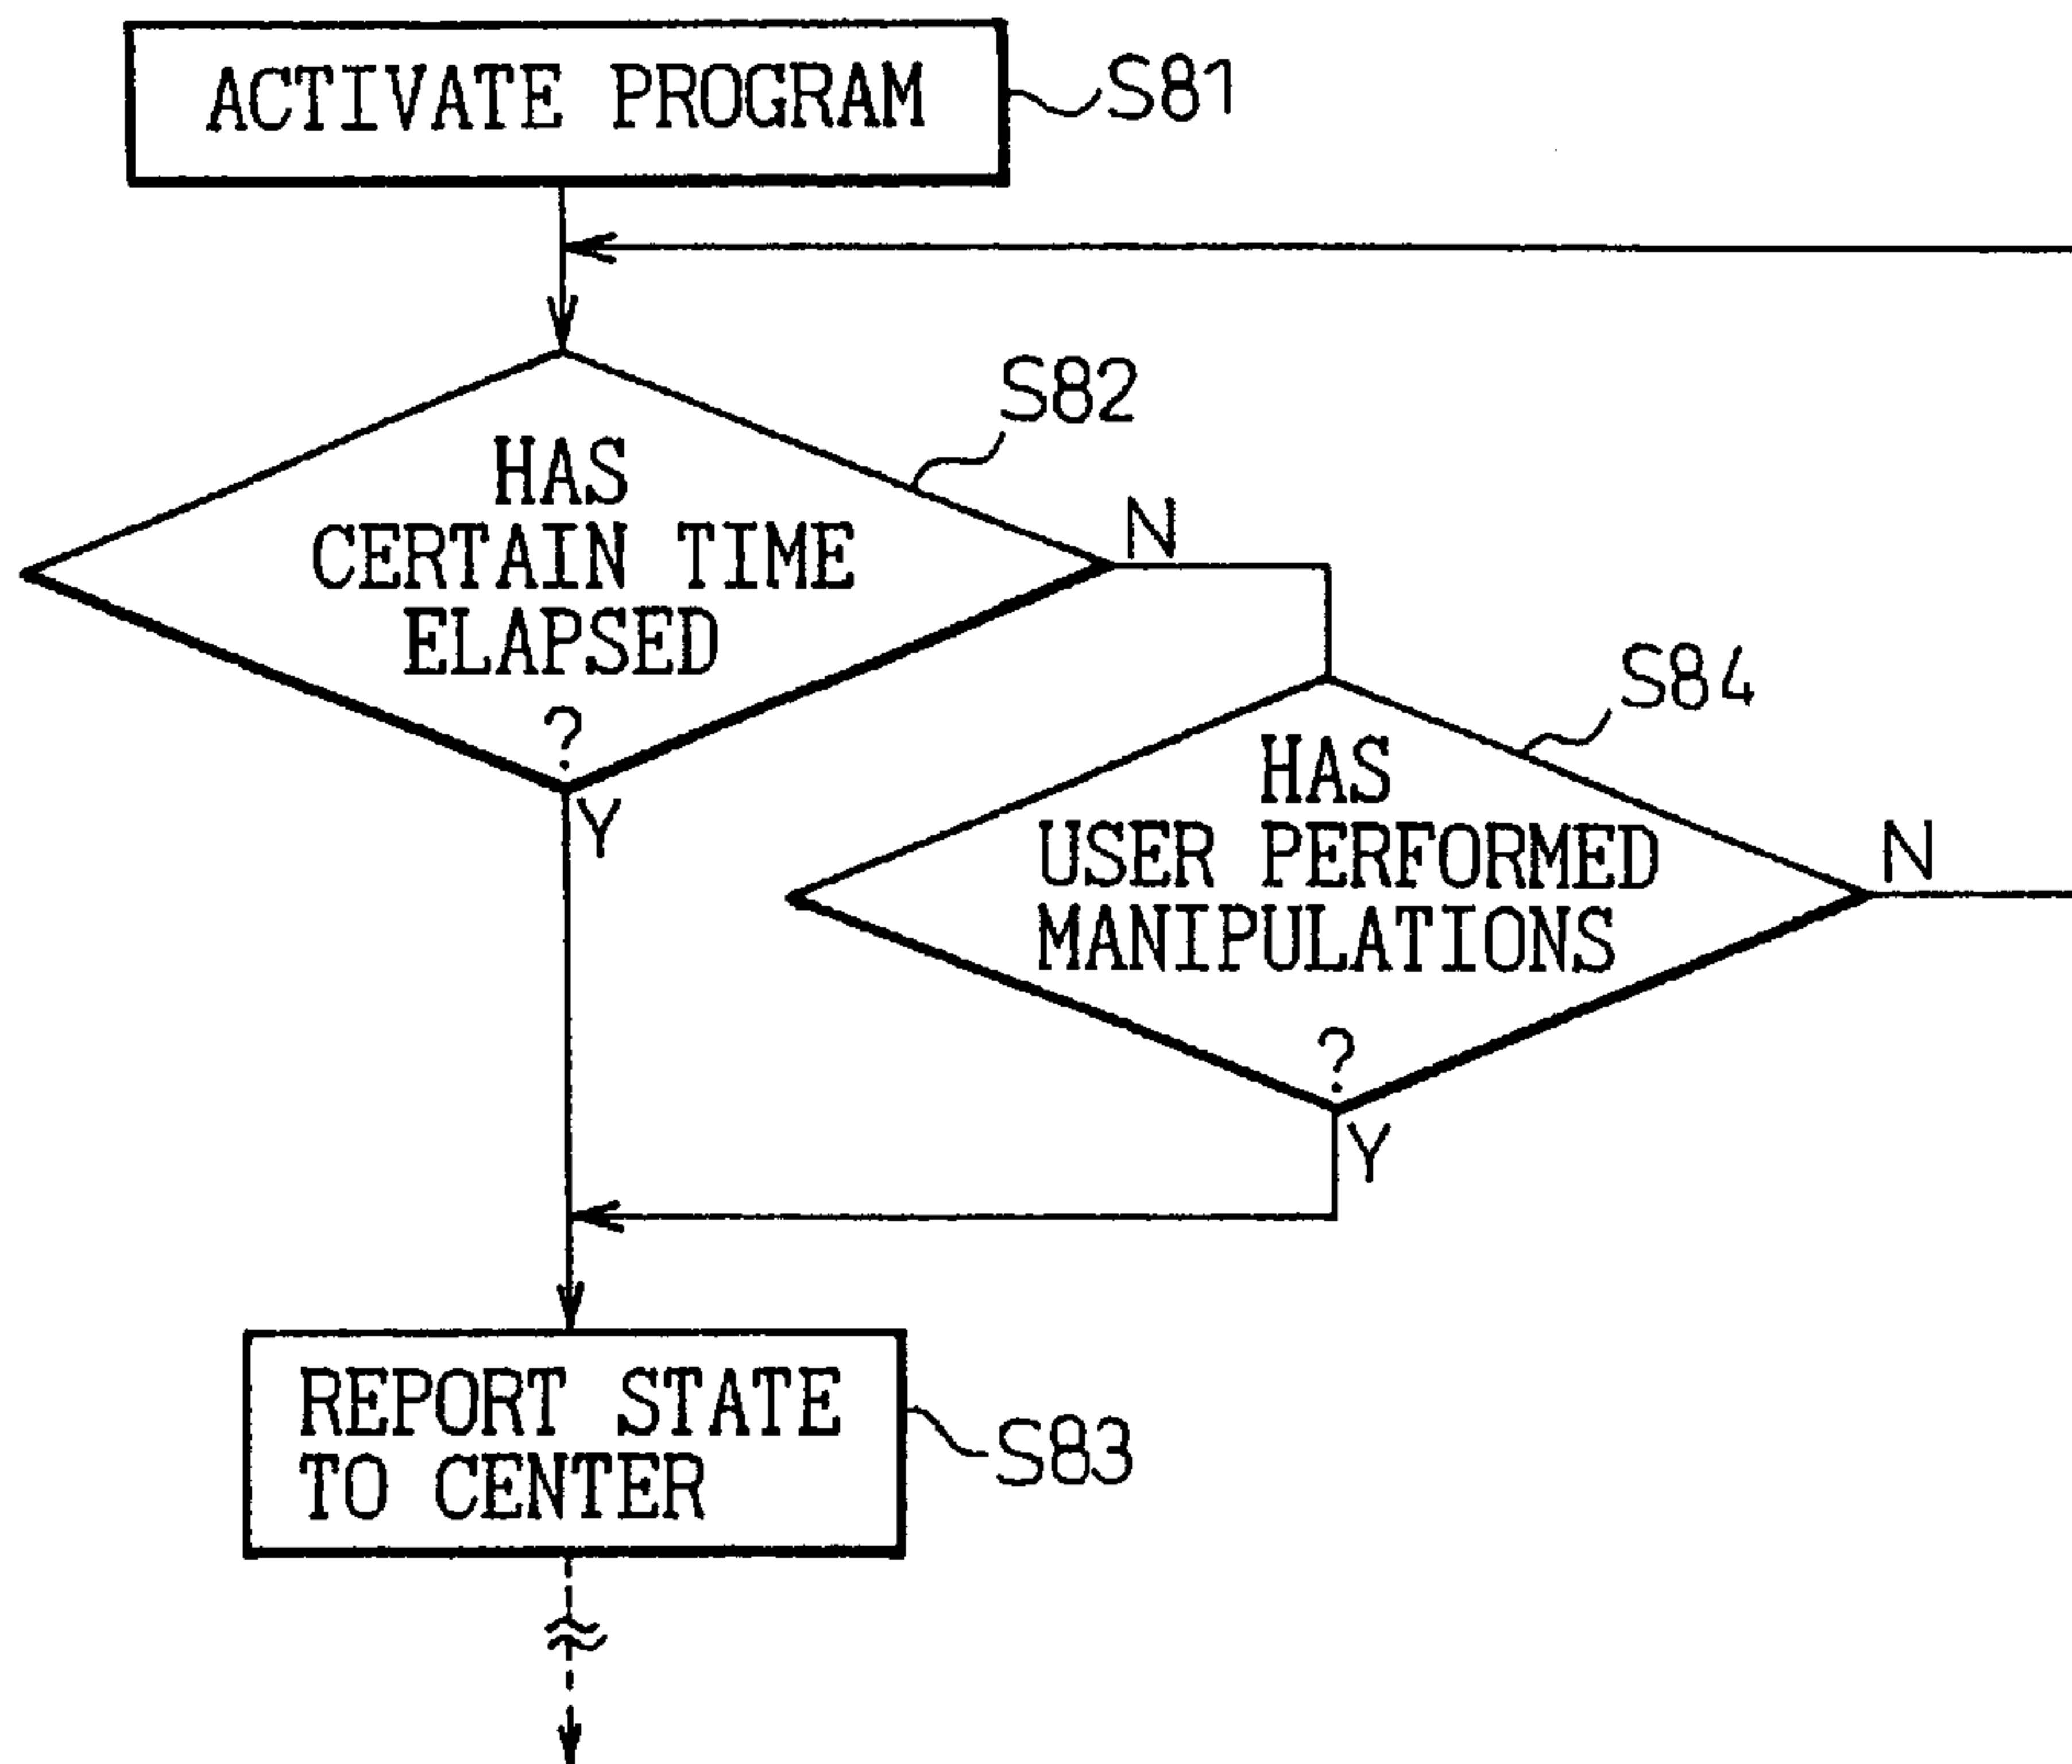 ACTIVATE PROGRAM
S81
S82
HAS
CERTAIN TIME
ELAPSED
?
N
Y
S84
HAS
USER PERFORMED
MANIPULATIONS
?
N
Y
REPORT STATE
TO CENTER
S83